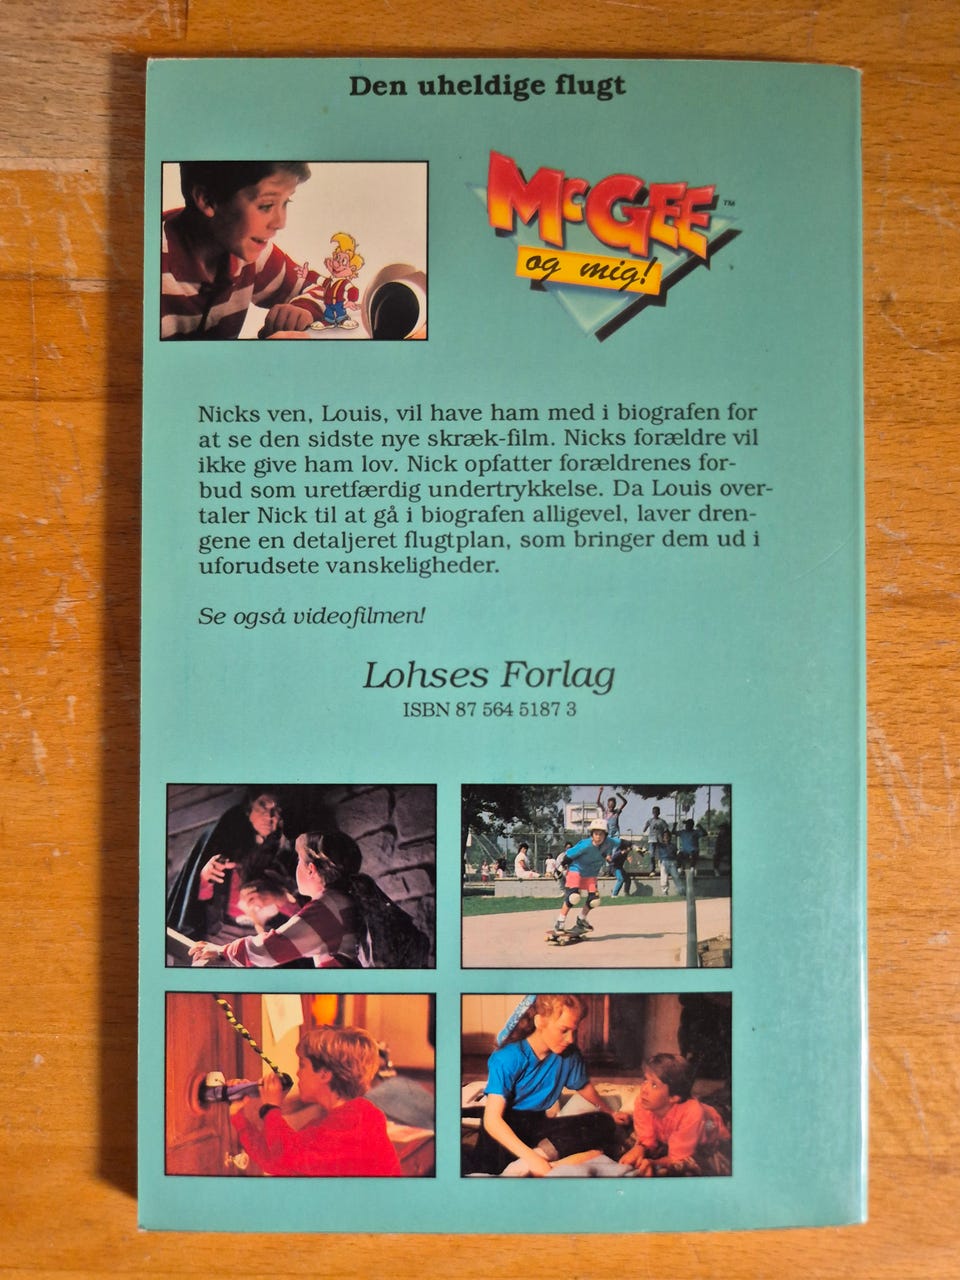 Den uheldige flugt
McGEE™
og mig!
Nicks ven, Louis, vil have ham med i biografen for
at se den sidste nye skræk-film. Nicks forældre vil
ikke give ham lov. Nick opfatter forældrenes for-
bud som uretfærdig undertrykkelse. Da Louis over-
taler Nick til at gå i biografen alligevel, laver dren-
gene en detaljeret flugtplan, som bringer dem ud i
uforudsete vanskeligheder.
Se også videofilmen!
Lohses Forlag
ISBN 87 564 5187 3